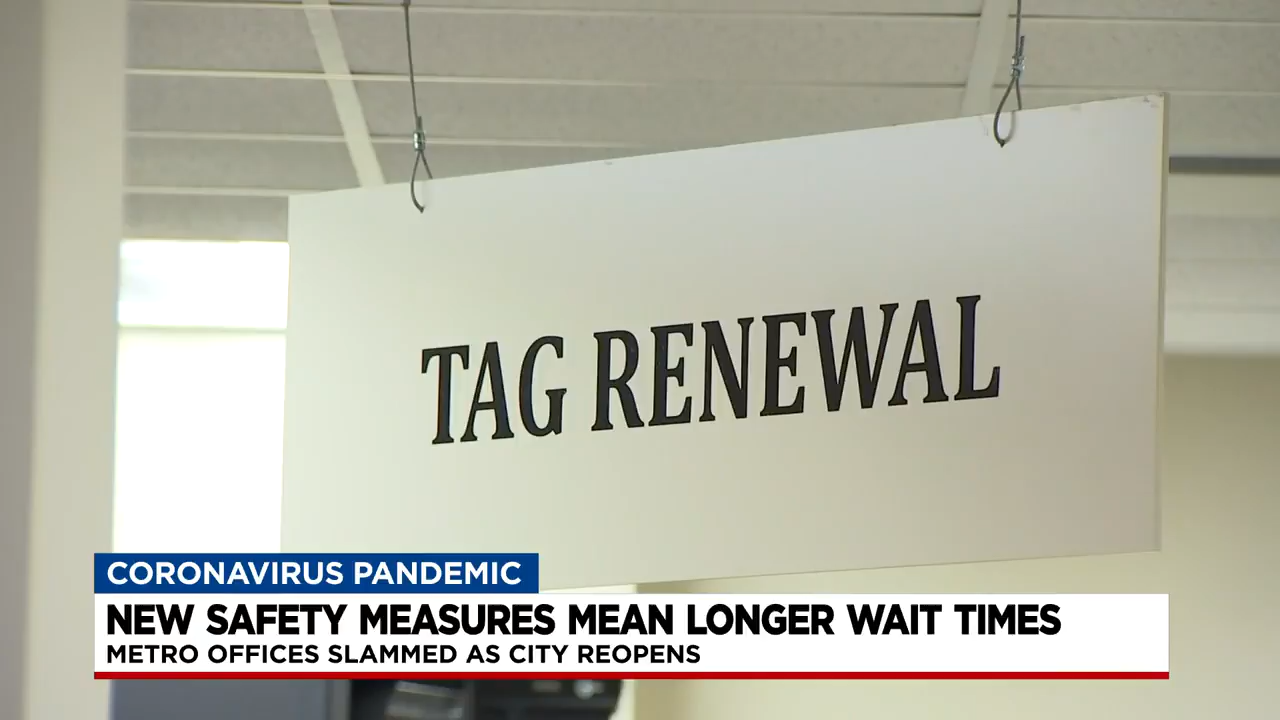 TAG RENEWAL
CORONAVIRUS PANDEMIC
NEW SAFETY MEASURES MEAN LONGER WAIT TIMES
METRO OFFICES SLAMMED AS CITY REOPENS